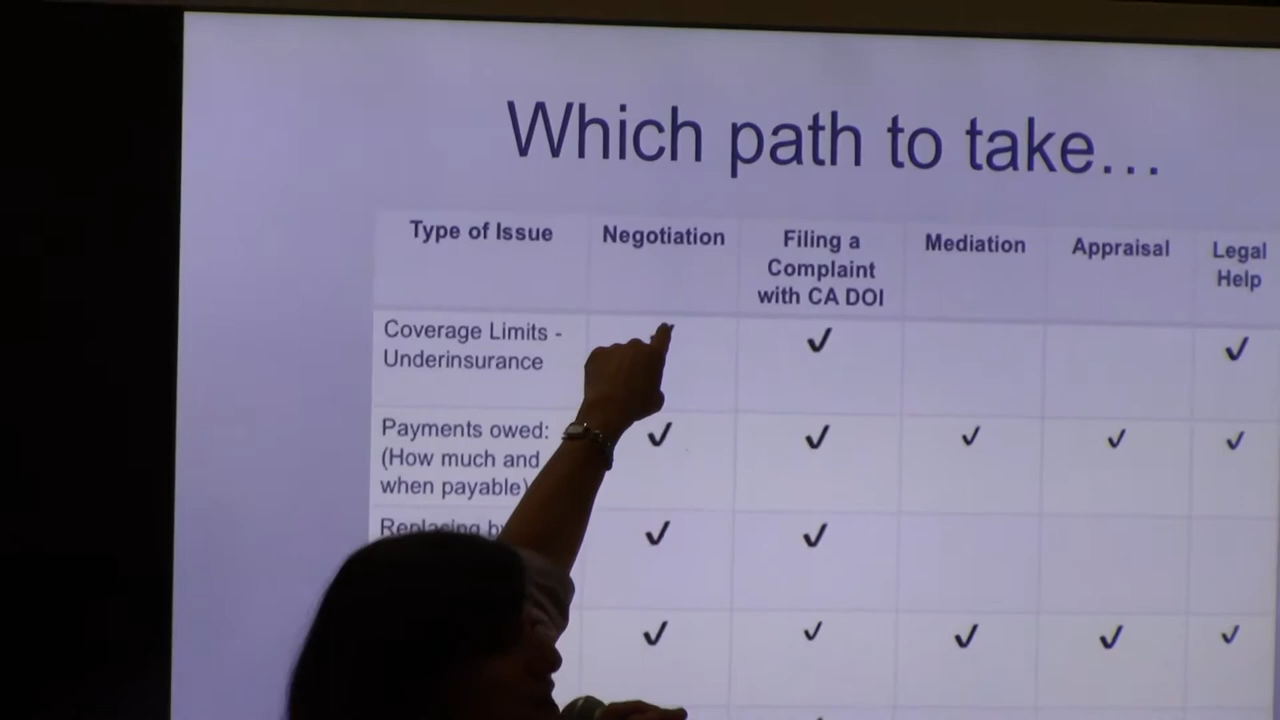 Which path to take...
Type of Issue
Negotiation
Filing a
Complaint
with CA DOI
Mediation
Appraisal
Legal
Help
Coverage Limits -
Underinsurance
✓ ✓
Payments owed:
(How much and
when payable)
✓ ✓ ✓ ✓ ✓
Replacing
✓ ✓
✓ ✓ ✓ ✓ ✓